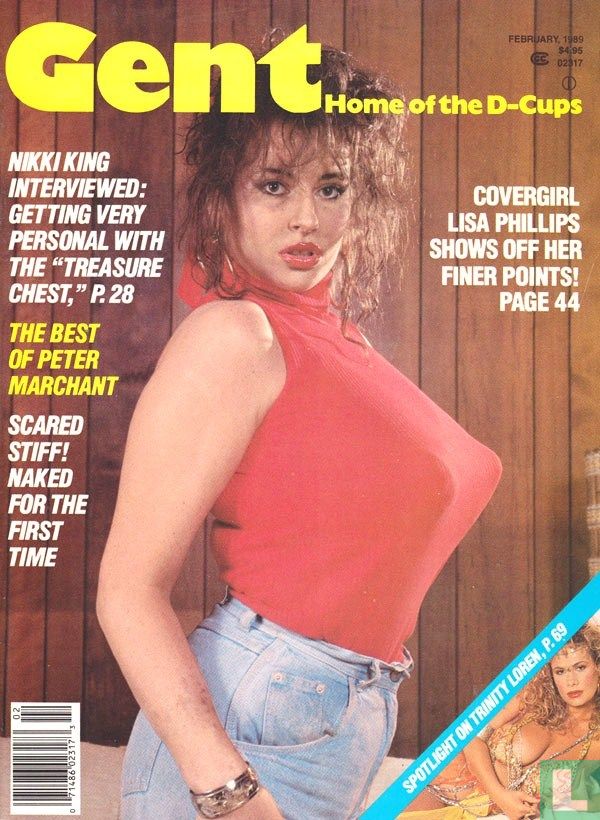 Gent
Home of the D-Cups
FEBRUARY, 1989
$4.95
02317
NIKKI KING
INTERVIEWED:
GETTING VERY
PERSONAL WITH
THE "TREASURE
CHEST," P. 28
THE BEST
OF PETER
MARCHANT
SCARED
STIFF!
NAKED
FOR THE
FIRST
TIME
COVERGIRL
LISA PHILLIPS
SHOWS OFF HER
FINER POINTS!
PAGE 44
SPOTLIGHT ON TRINITY LOREN, P. 69
02
0 71486 02317 3
L